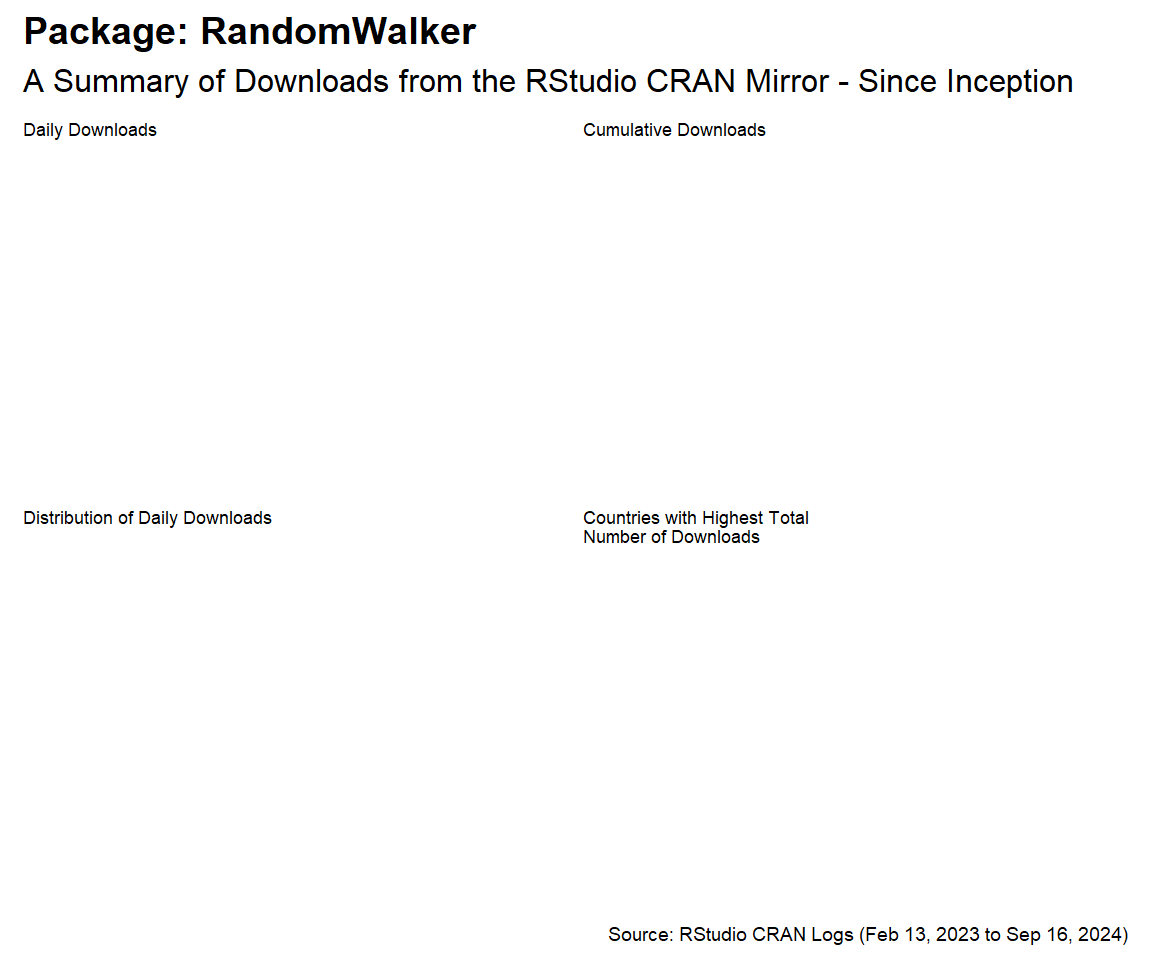 Package: RandomWalker
A Summary of Downloads from the RStudio CRAN Mirror - Since Inception
Daily Downloads
Cumulative Downloads
Distribution of Daily Downloads
Countries with Highest Total
Number of Downloads
Source: RStudio CRAN Logs (Feb 13, 2023 to Sep 16, 2024)